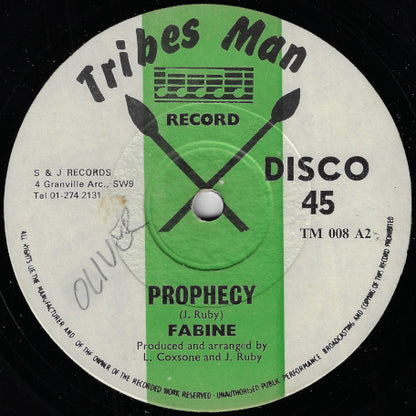 Tribes Man
RECORD
S & J RECORDS
4 Granville Arc., SW9
Tel 01-274 2131
DISCO
45
TM 008 A2
OLIVER
PROPHECY
(J. Ruby)
FABINE
Produced and arranged by
L. Coxsone and J. Ruby
ALL RIGHTS OF THE MANUFACTURER AND OF THE OWNER OF THE RECORDED WORK RESERVED · UNAUTHORISED PUBLIC PERFORMANCE BROADCASTING AND COPYING OF THIS RECORD PROHIBITED